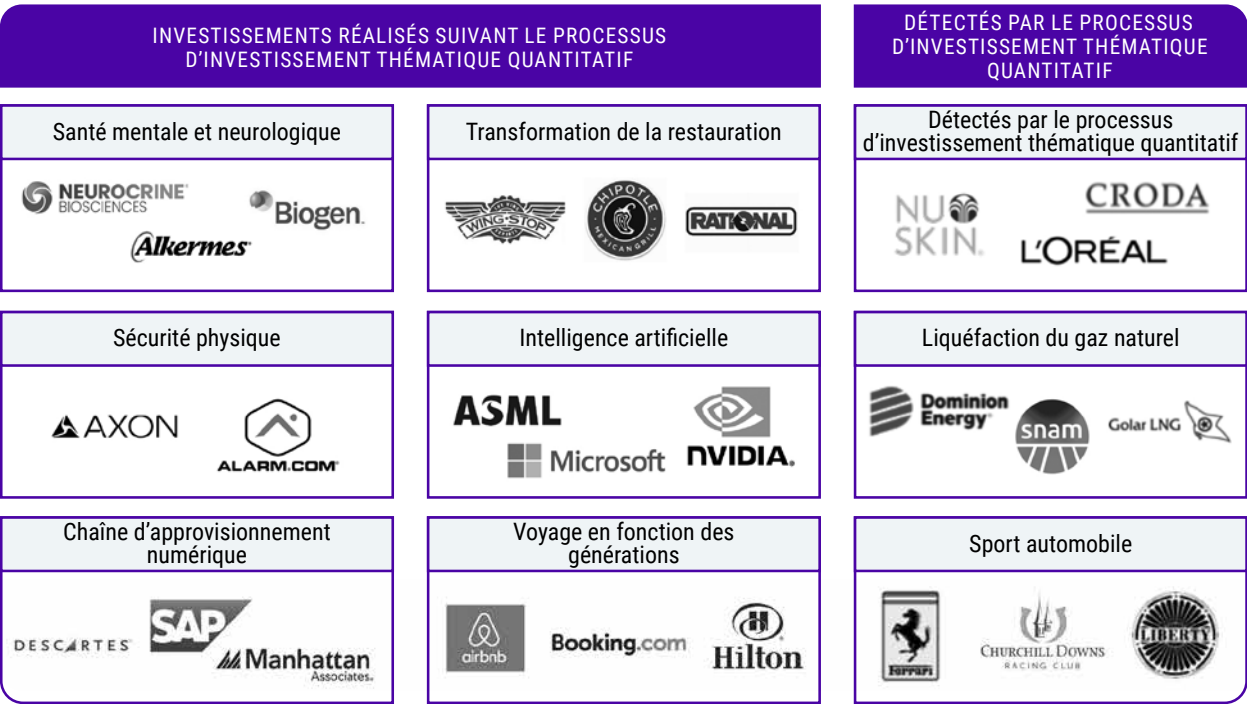 INVESTISSEMENTS RÉALISÉS SUIVANT LE PROCESSUS
D'INVESTISSEMENT THÉMATIQUE QUANTITATIF
DÉTECTÉS PAR LE PROCESSUS
D'INVESTISSEMENT THÉMATIQUE
QUANTITATIF
Santé mentale et neurologique
NEUROCRINE
BIOSCIENCES
Biogen
Alkermes
Transformation de la restauration
WING·STOP
CHIPOTLE
MEXICAN GRILL
RATIONAL
Détectés par le processus
d'investissement thématique quantitatif
NU
SKIN
CRODA
L'ORÉAL
Sécurité physique
AXON
ALARM.COM
Intelligence artificielle
ASML
Microsoft
NVIDIA.
Liquéfaction du gaz naturel
Dominion
Energy
snam
Golar LNG
Chaîne d'approvisionnement
numérique
DESCARTES
SAP
Manhattan
Associates.
Voyage en fonction des
générations
airbnb
Booking.com
H
Hilton
Sport automobile
Ferrari
CHURCHILL DOWNS
RACING CLUB
LIBERTY